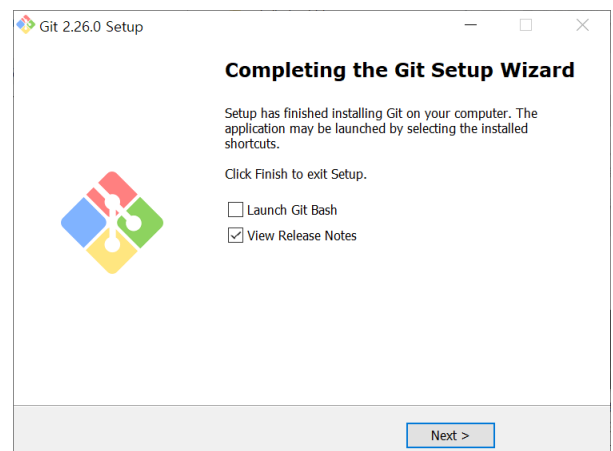 Git 2.26.0 Setup
Completing the Git Setup Wizard
Setup has finished installing Git on your computer. The
application may be launched by selecting the installed
shortcuts.
Click Finish to exit Setup.
Launch Git Bash
View Release Notes
Next >